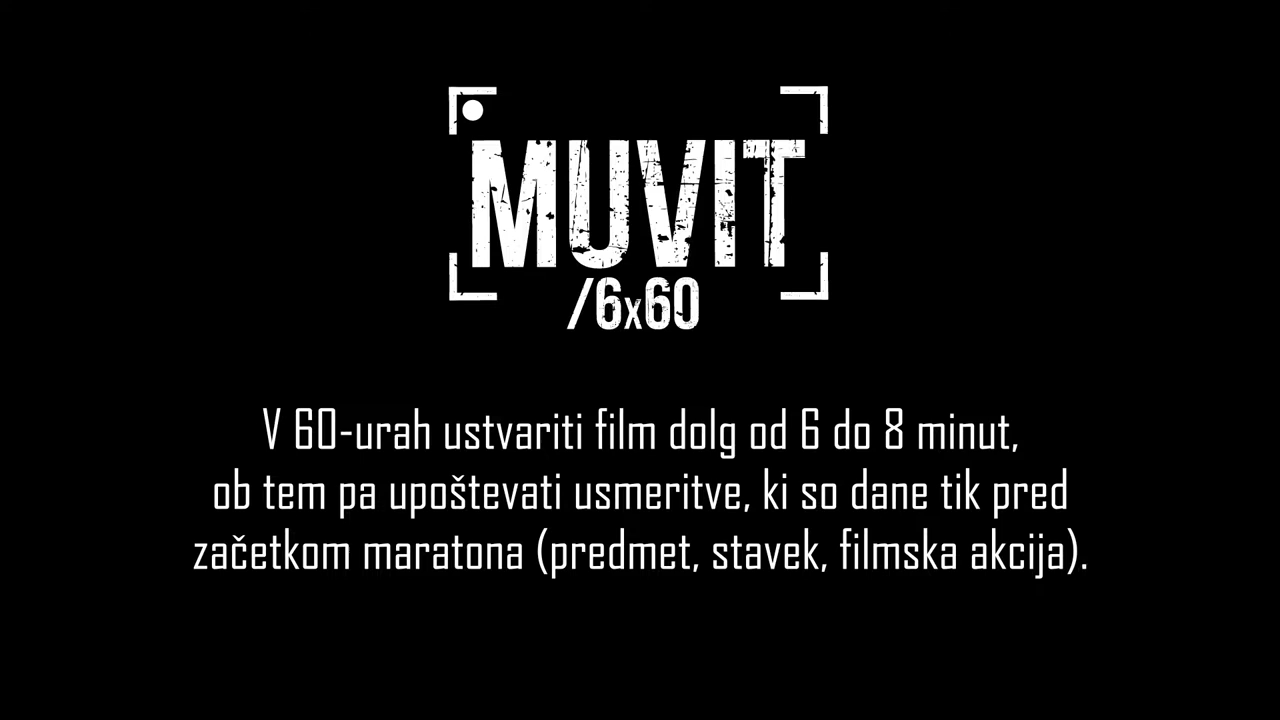 MUVIT
/6x60
V 60-urah ustvariti film dolg od 6 do 8 minut,
ob tem pa upoštevati usmeritve, ki so dane tik pred
začetkom maratona (predmet, stavek, filmska akcija).